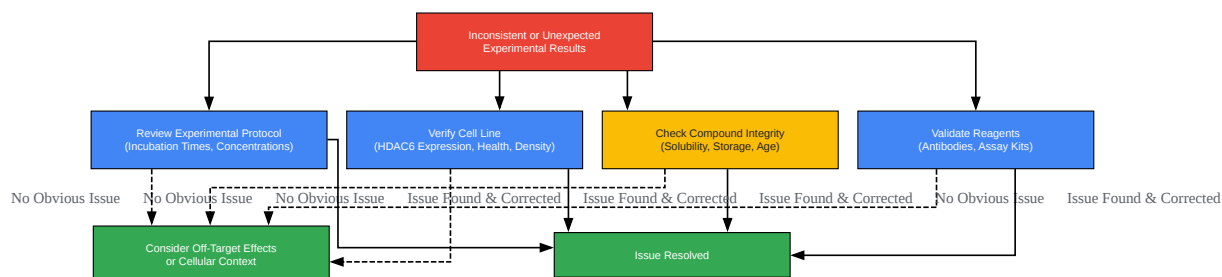 Inconsistent or Unexpected
Experimental Results
Review Experimental Protocol
(Incubation Times, Concentrations)
Verify Cell Line
(HDAC6 Expression, Health, Density)
Check Compound Integrity
(Solubility, Storage, Age)
Validate Reagents
(Antibodies, Assay Kits)
No Obvious Issue
No Obvious Issue
No Obvious Issue
Issue Found & Corrected
Issue Found & Corrected
Issue Found & Corrected
No Obvious Issue
Issue Found & Corrected
Consider Off-Target Effects
or Cellular Context
Issue Resolved